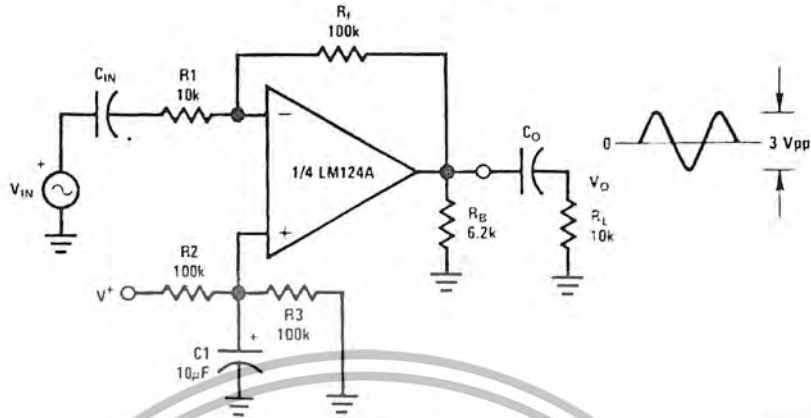 Rf
100k
CIN
R1
10k
VIN
+
−
+
1/4 LM124A
CO
VO
RB
6.2k
RL
10k
0
3 Vpp
R2
100k
V+
R3
100k
+
C1
10µF